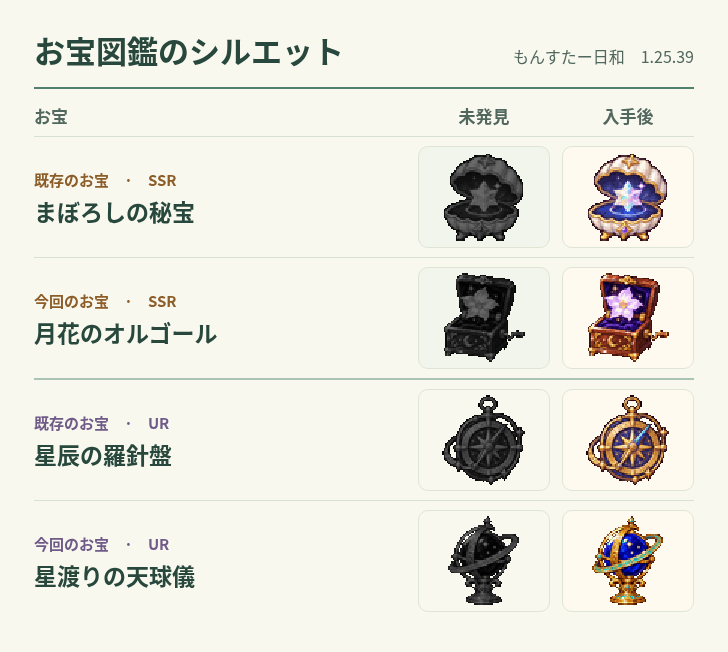 お宝図鑑のシルエット
もんすたー日和 1.25.39
お宝 未発見 入手後
既存のお宝 ・ SSR
まぼろしの秘宝
今回のお宝 ・ SSR
月花のオルゴール
既存のお宝 ・ UR
星辰の羅針盤
今回のお宝 ・ UR
星渡りの天球儀